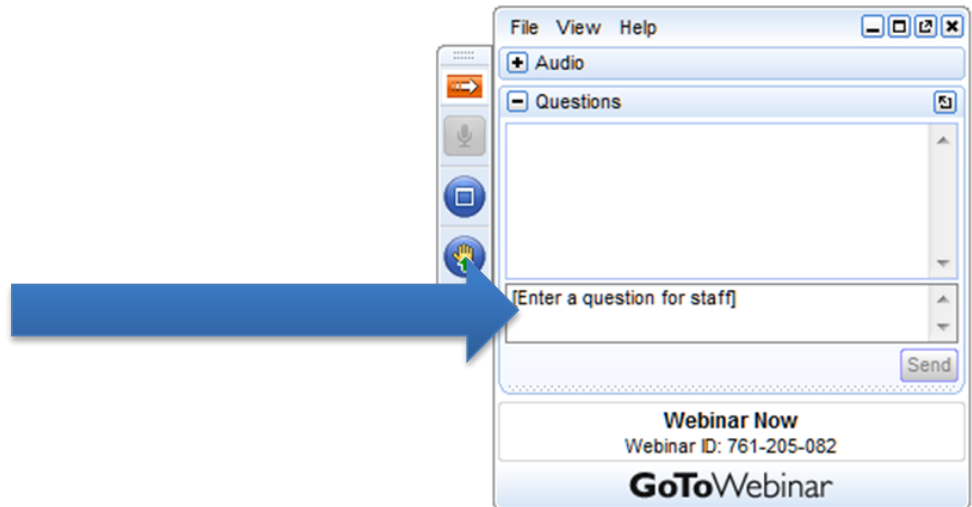 File View Help
Audio
Questions
[Enter a question for staff]
Send
Webinar Now
Webinar ID: 761-205-082
GoToWebinar